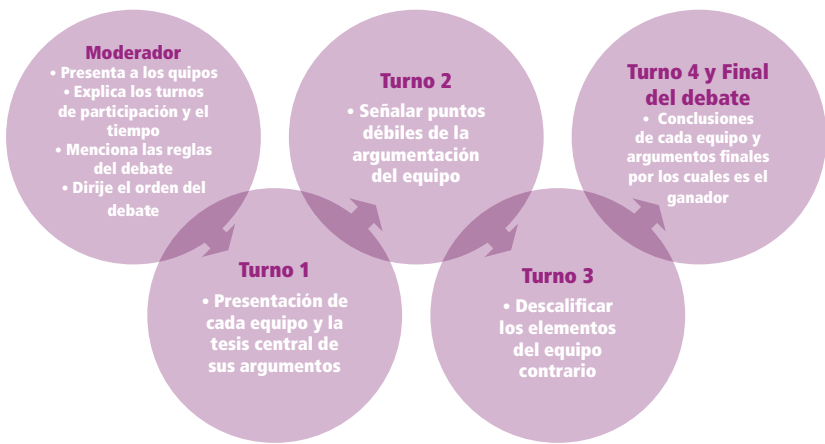 Moderador
• Presenta a los quipos
• Explica los turnos
de participación y el
tiempo
• Menciona las reglas
del debate
• Dirije el orden del
debate
Turno 1
• Presentación de
cada equipo y la
tesis central de
sus argumentos
Turno 2
• Señalar puntos
débiles de la
argumentación
del equipo
Turno 3
• Descalificar
los elementos
del equipo
contrario
Turno 4 y Final
del debate
• Conclusiones
de cada equipo y
argumentos finales
por los cuales es el
ganador